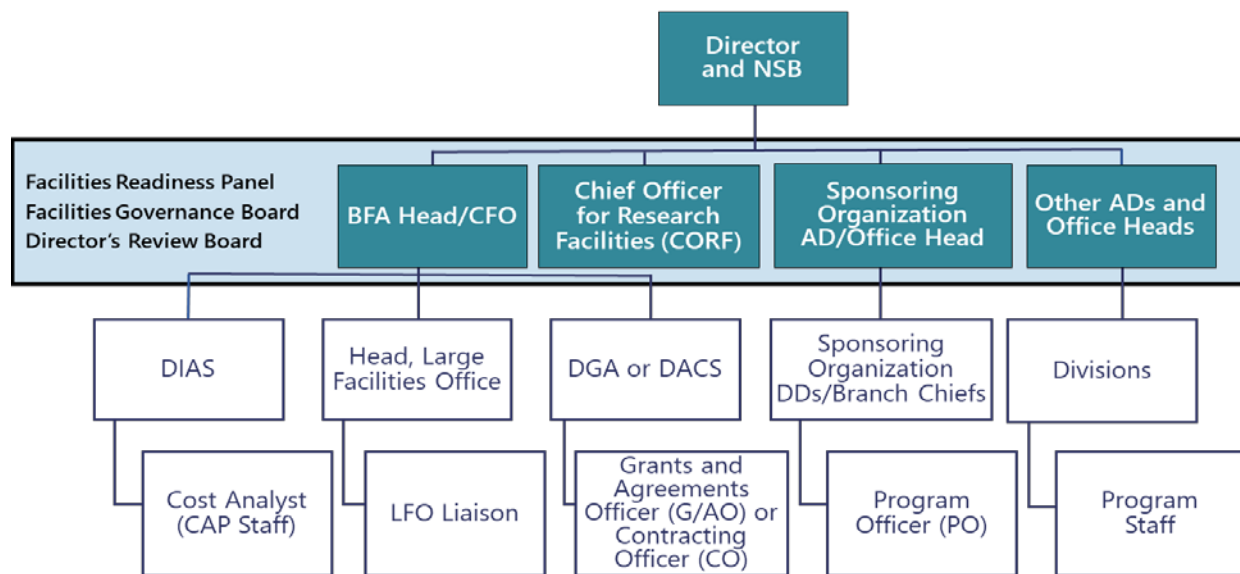 Director
and NSB
Facilities Readiness Panel
Facilities Governance Board
Director's Review Board
BFA Head/CFO
Chief Officer
for Research
Facilities (CORF)
Sponsoring
Organization
AD/Office Head
Other ADs and
Office Heads
DIAS
Head, Large
Facilities Office
DGA or DACS
Sponsoring
Organization
DDs/Branch Chiefs
Divisions
Cost Analyst
(CAP Staff)
LFO Liaison
Grants and
Agreements
Officer (G/AO) or
Contracting
Officer (CO)
Program
Officer (PO)
Program
Staff